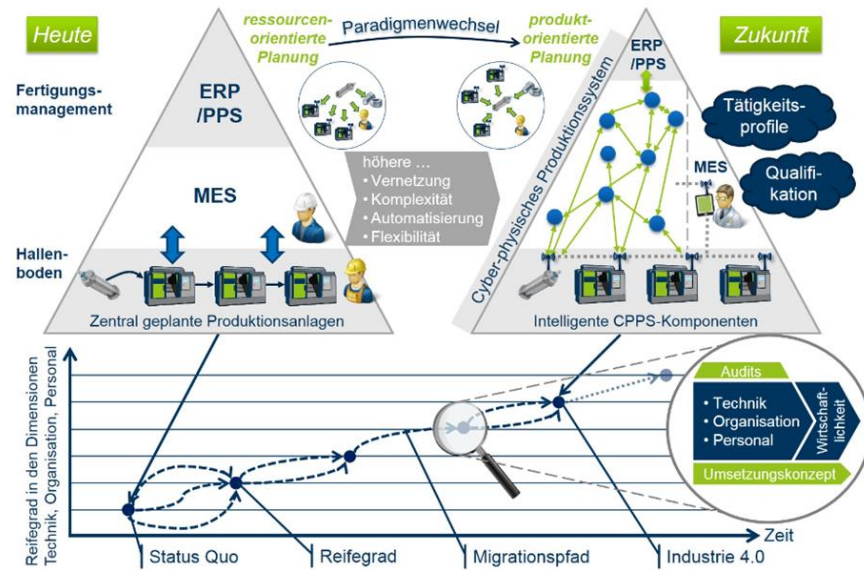 Heute
ressourcen-
orientierte
Planung
Paradigmenwechsel
produkt-
orientierte
Planung
Zukunft
Fertigungs-
management
ERP
/PPS
MES
Hallen-
boden
Zentral geplante Produktionsanlagen
höhere ...
• Vernetzung
• Komplexität
• Automatisierung
• Flexibilität
Cyber-physisches Produktionssystem
ERP
/PPS
Tätigkeits-
profile
MES
Qualifi-
kation
Intelligente CPPS-Komponenten
Reifegrad in den Dimensionen
Technik, Organisation, Personal
Audits
• Technik
• Organisation
• Personal
Wirtschaft-
lichkeit
Umsetzungskonzept
Zeit
Status Quo
Reifegrad
Migrationspfad
Industrie 4.0